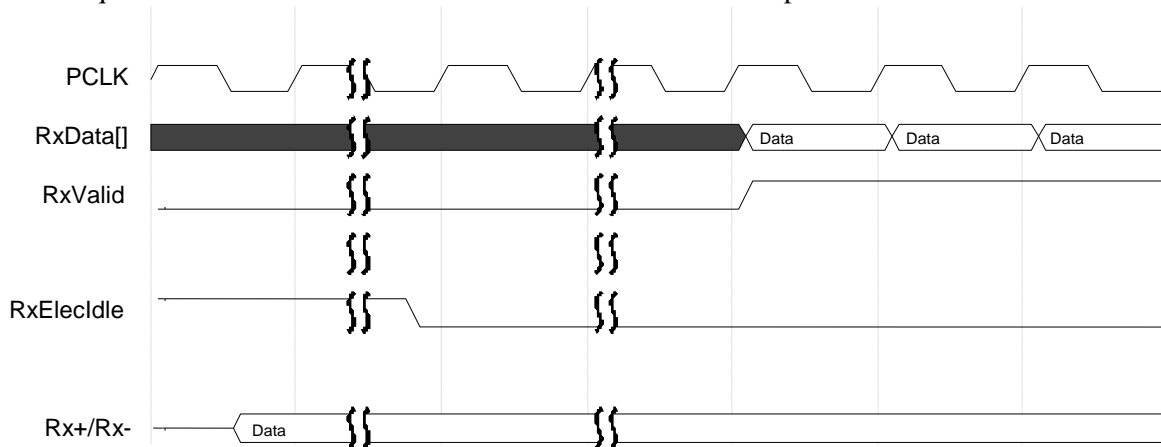 PCLK
RxData[]
Data
Data
Data
RxValid
RxElecIdle
Rx+/Rx-
Data